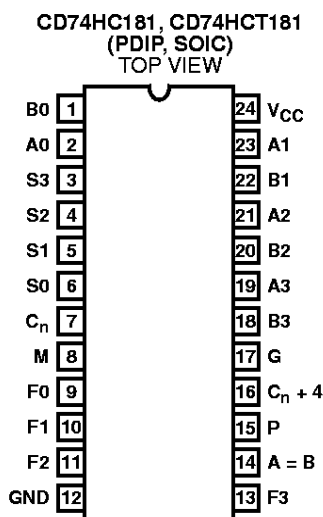 CD74HC181, CD74HCT181
(PDIP, SOIC)
TOP VIEW
B0 1 24 VCC
A0 2 23 A1
S3 3 22 B1
S2 4 21 A2
S1 5 20 B2
S0 6 19 A3
Cn 7 18 B3
M 8 17 G
F0 9 16 Cn + 4
F1 10 15 P
F2 11 14 A = B
GND 12 13 F3